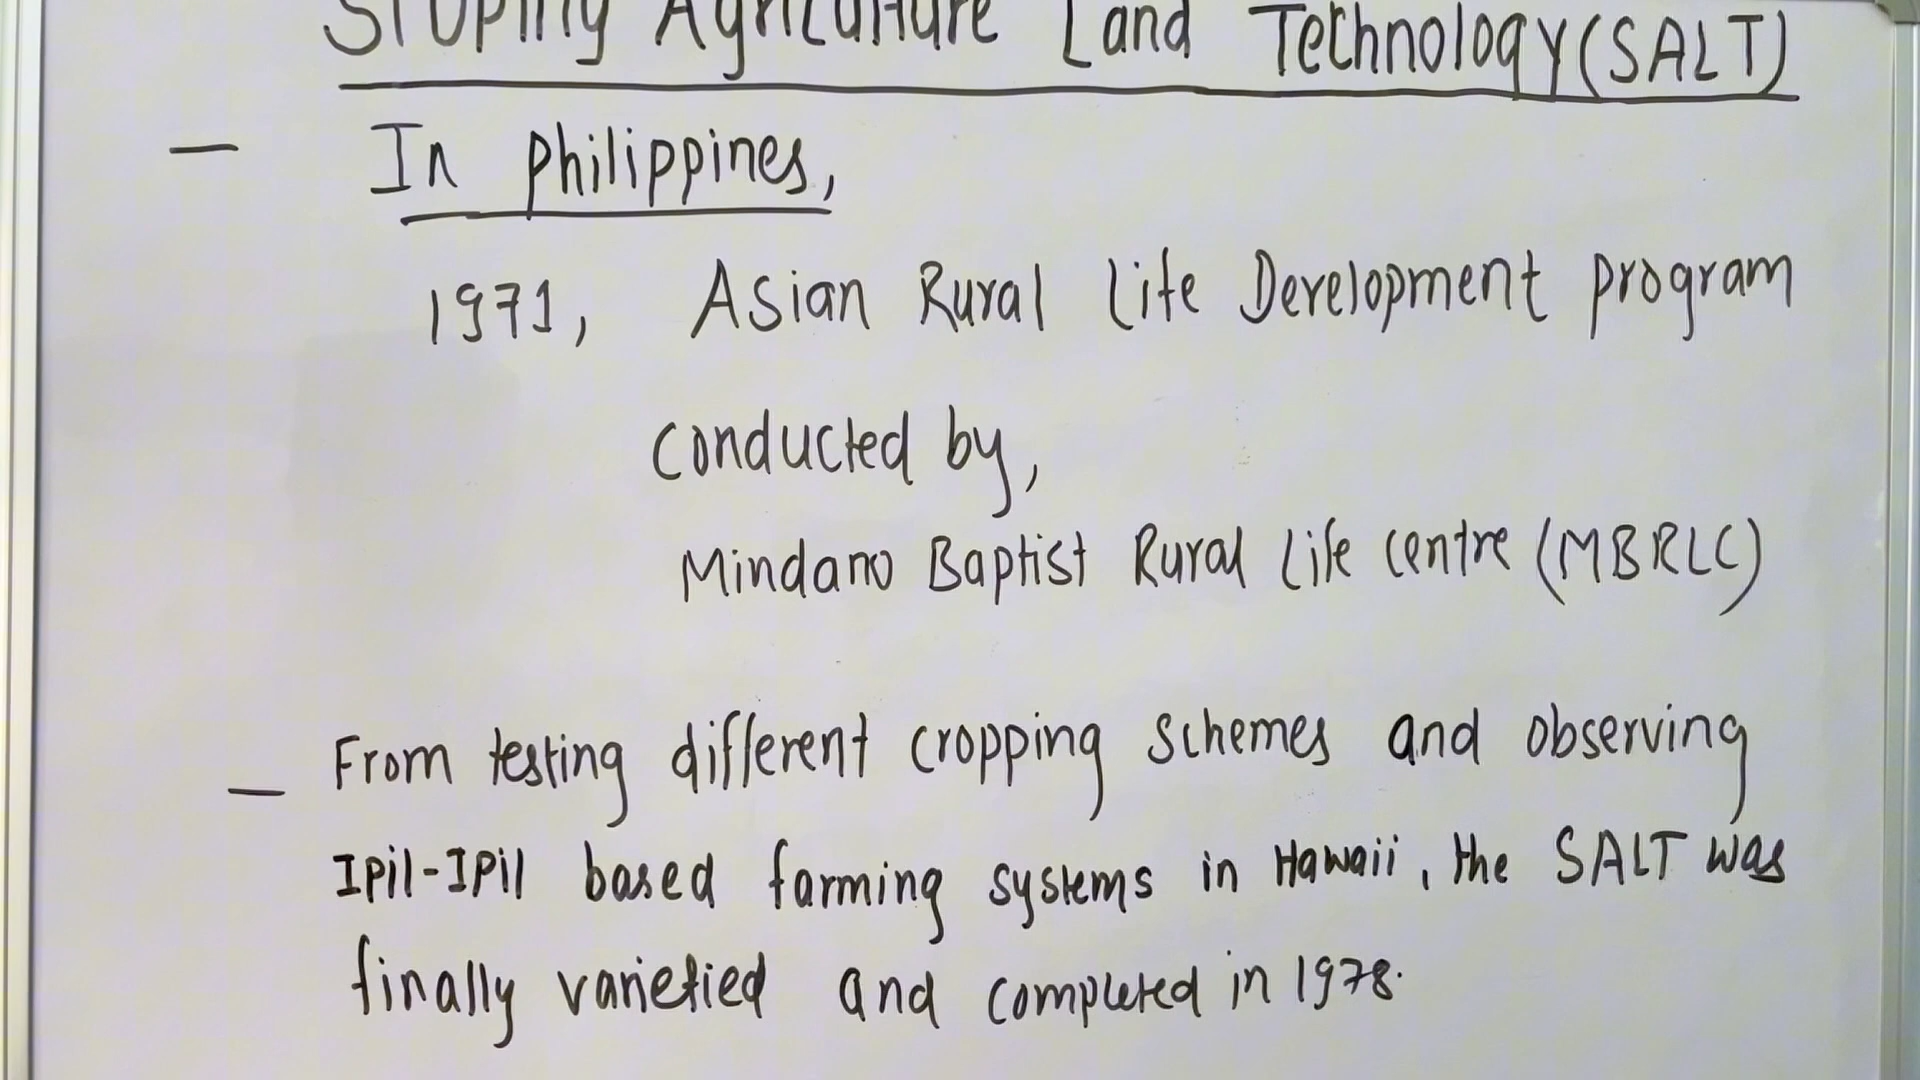 Sloping Agriculture Land Technology (SALT)
— In philippines,
1971, Asian Rural Life Development program
conducted by,
Mindano Baptist Rural Life centre (MBRLC)
— From testing different cropping schemes and observing
Ipil-Ipil based farming systems in Hawaii, the SALT was
finally varietied and completed in 1978.